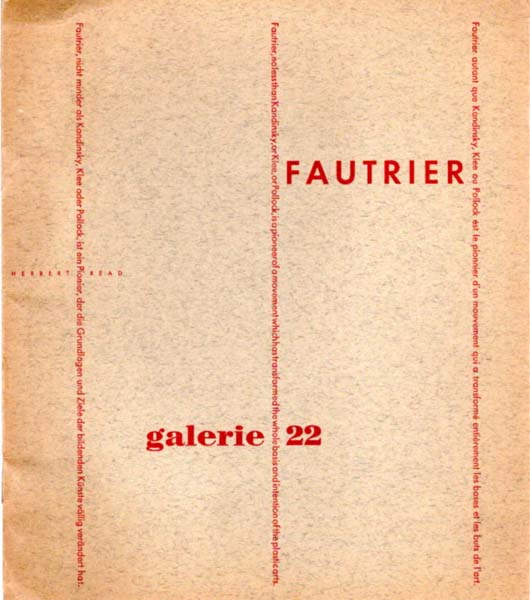 Fautrier, nicht minder als Kandinsky, Klee oder Pollock, ist ein Pionier, der die Grundlagen und Ziele der bildenden Künste völlig verändert hat.
HERBERT READ
Fautrier, no less than Kandinsky, or Klee, or Pollock, is a pioneer of a movement which has transformed the whole basis and intention of the plastic arts.
FAUTRIER
Fautrier autant que Kandinsky, Klee ou Pollock est le pionnier d'un mouvement qui a transformé entièrement les bases et les buts de l'art.
galerie 22